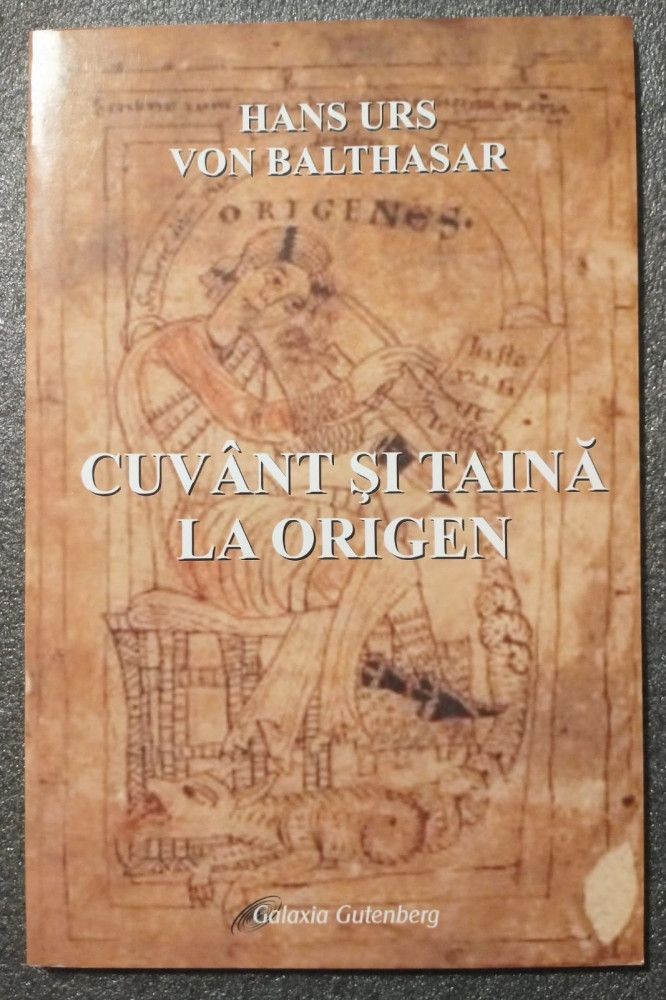 HANS URS
VON BALTHASAR
ORIGENES.
CUVÂNT ŞI TAINĂ
LA ORIGEN
Galaxia Gutenberg